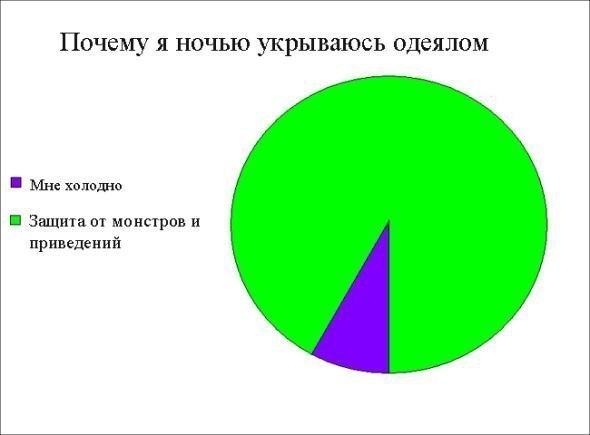 Почему я ночью укрываюсь одеялом
Мне холодно
Защита от монстров и
приведений